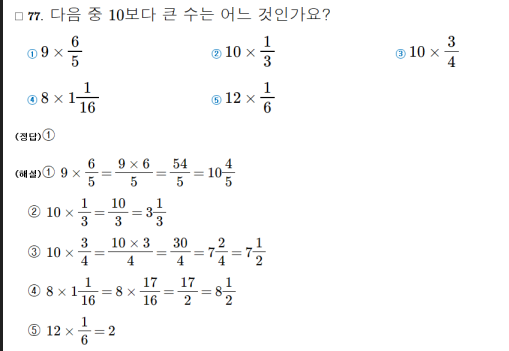 □ 77. 다음 중 10보다 큰 수는 어느 것인가요?
① 9 × 6/5 ② 10 × 1/3 ③ 10 × 3/4
④ 8 × 1 1/16 ⑤ 12 × 1/6
(정답)①
(해설)① 9 × 6/5 = 9 × 6/5 = 54/5 = 10 4/5
② 10 × 1/3 = 10/3 = 3 1/3
③ 10 × 3/4 = 10 × 3/4 = 30/4 = 7 2/4 = 7 1/2
④ 8 × 1 1/16 = 8 × 17/16 = 17/2 = 8 1/2
⑤ 12 × 1/6 = 2